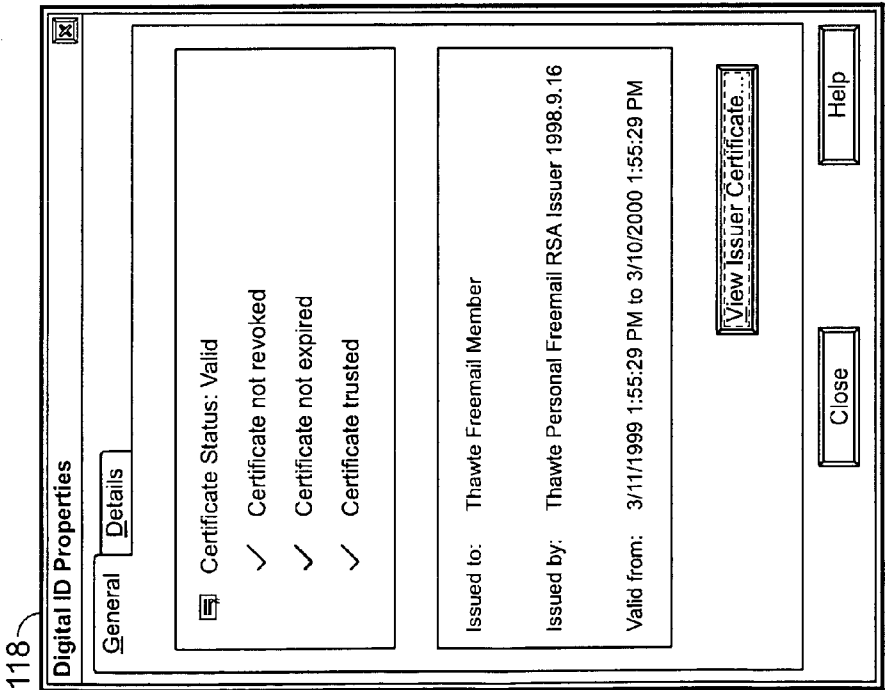 118
Digital ID Properties
General Details
Certificate Status: Valid
✓ Certificate not revoked
✓ Certificate not expired
✓ Certificate trusted
Issued to: Thawte Freemail Member
Issued by: Thawte Personal Freemail RSA Issuer 1998.9.16
Valid from: 3/11/1999 1:55:29 PM to 3/10/2000 1:55:29 PM
View Issuer Certificate...
Close Help